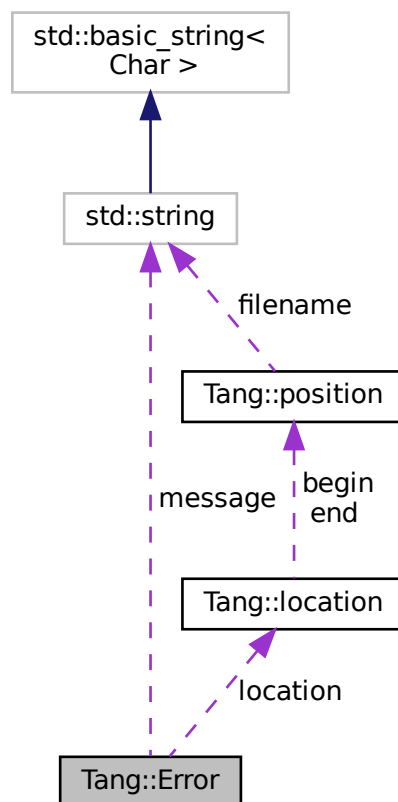 std::basic_string<
Char >
std::string
filename
Tang::position
message
begin
end
Tang::location
location
Tang::Error